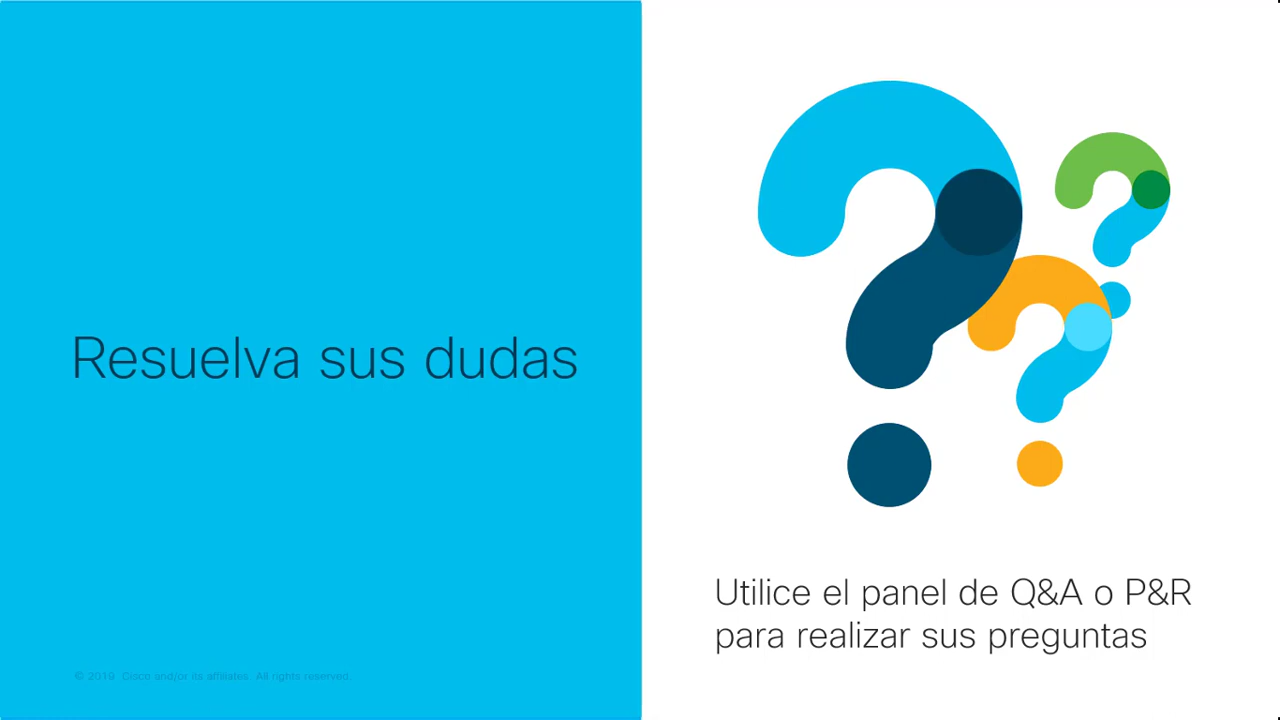 Resuelva sus dudas
Utilice el panel de Q&A o P&R
para realizar sus preguntas
© 2019 Cisco and/or its affiliates. All rights reserved.